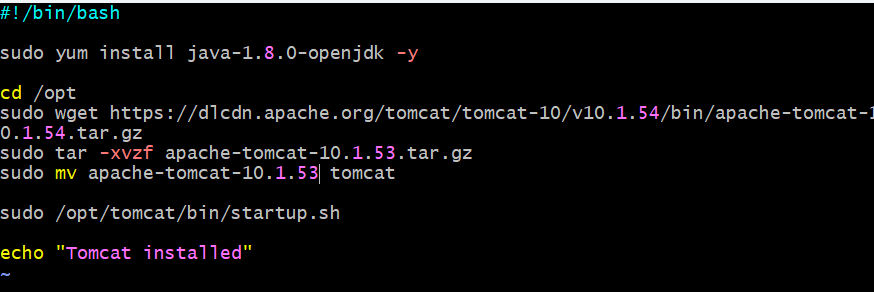 #!/bin/bash
sudo yum install java-1.8.0-openjdk -y
cd /opt
sudo wget https://dlcdn.apache.org/tomcat/tomcat-10/v10.1.54/bin/apache-tomcat-1
0.1.54.tar.gz
sudo tar -xvzf apache-tomcat-10.1.53.tar.gz
sudo mv apache-tomcat-10.1.53 tomcat
sudo /opt/tomcat/bin/startup.sh
echo "Tomcat installed"
~